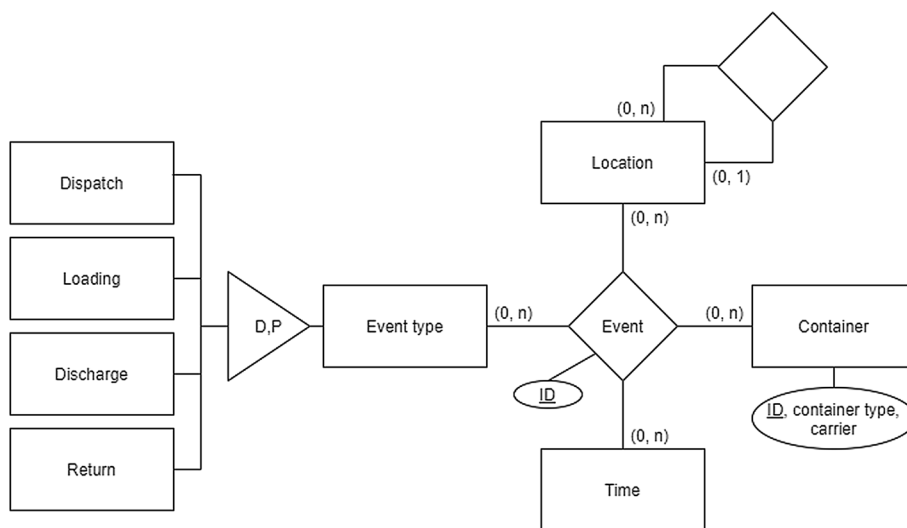 (0, n)
Location
(0, 1)
(0, n)
Dispatch
Loading
Discharge
Return
D,P
Event type
(0, n)
Event
(0, n)
Container
ID
ID, container type,
carrier
(0, n)
Time